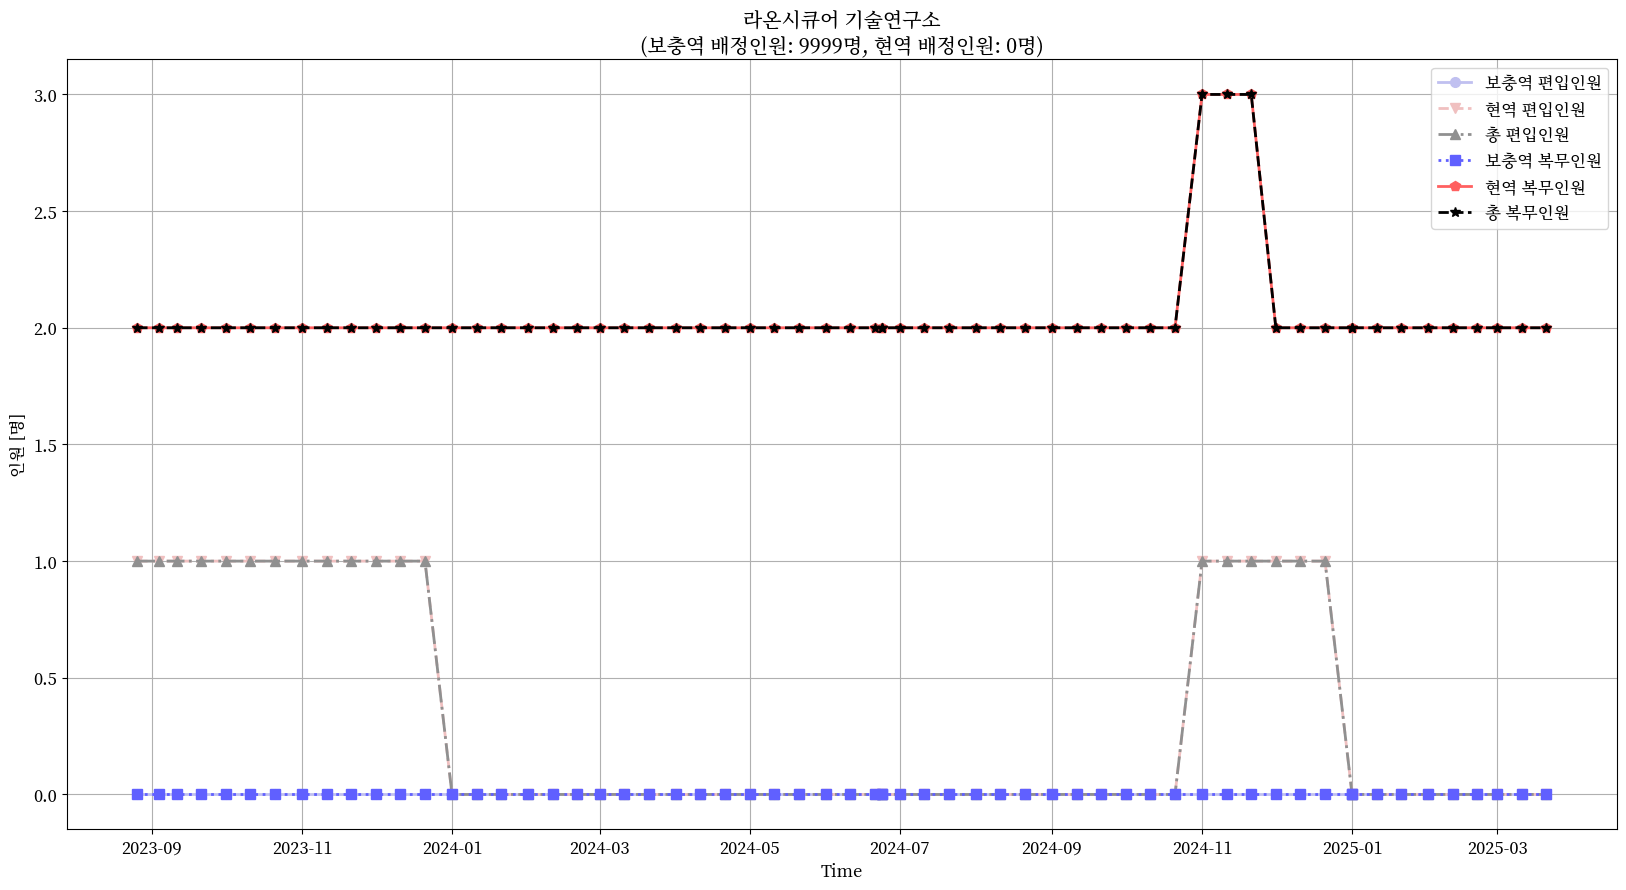 라온시큐어 기술연구소
(보충역 배정인원: 9999명, 현역 배정인원: 0명)
보충역 편입인원
현역 편입인원
총 편입인원
보충역 복무인원
현역 복무인원
총 복무인원
인원 [명]
3.0
2.5
2.0
1.5
1.0
0.5
0.0
2023-09 2023-11 2024-01 2024-03 2024-05 2024-07 2024-09 2024-11 2025-01 2025-03
Time